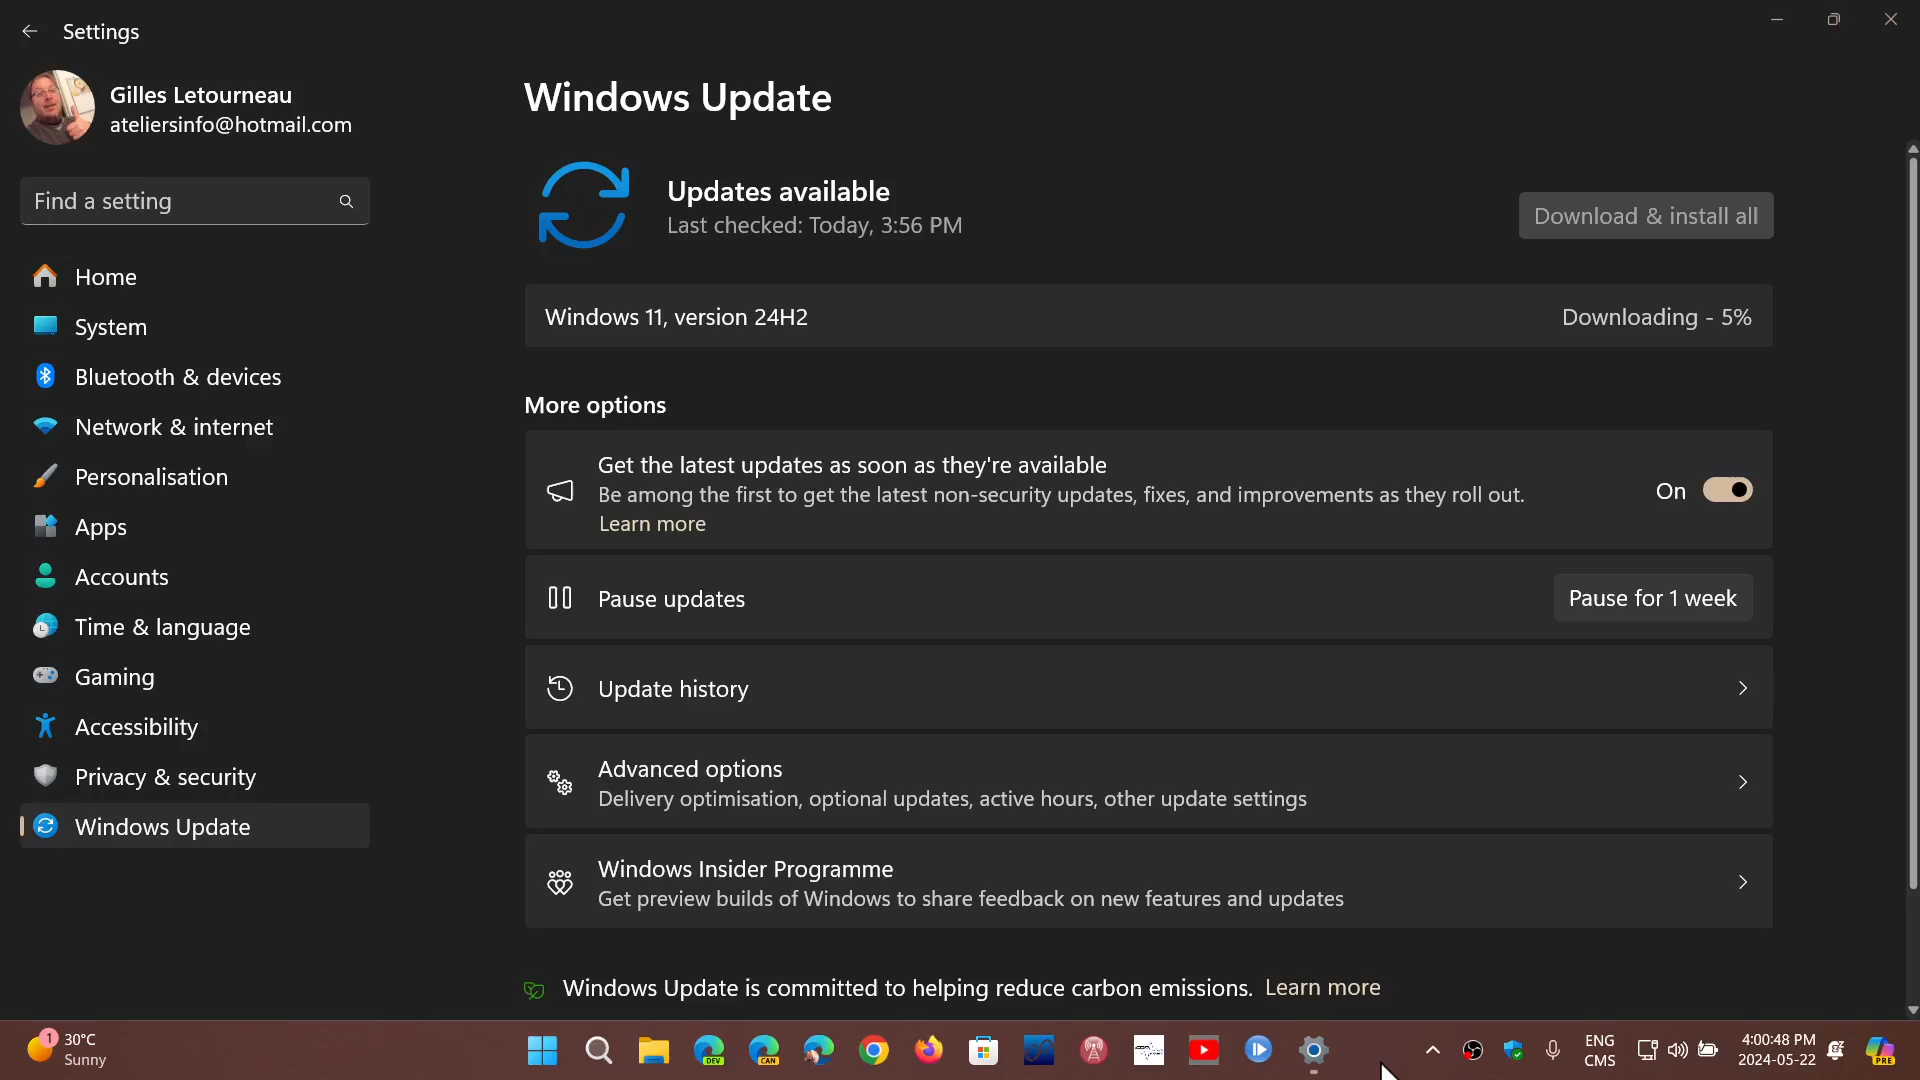 Settings
Gilles Letourneau
ateliersinfo@hotmail.com
Find a setting
Home
System
Bluetooth & devices
Network & internet
Personalisation
Apps
Accounts
Time & language
Gaming
Accessibility
Privacy & security
Windows Update
Windows Update
Updates available
Last checked: Today, 3:56 PM
Download & install all
Windows 11, version 24H2
Downloading - 5%
More options
Get the latest updates as soon as they're available
Be among the first to get the latest non-security updates, fixes, and improvements as they roll out.
Learn more
On
Pause updates
Pause for 1 week
Update history
Advanced options
Delivery optimisation, optional updates, active hours, other update settings
Windows Insider Programme
Get preview builds of Windows to share feedback on new features and updates
Windows Update is committed to helping reduce carbon emissions. Learn more
1
30°C
Sunny
DEV
CAN
ENG
CMS
4:00:48 PM
2024-05-22
PRE